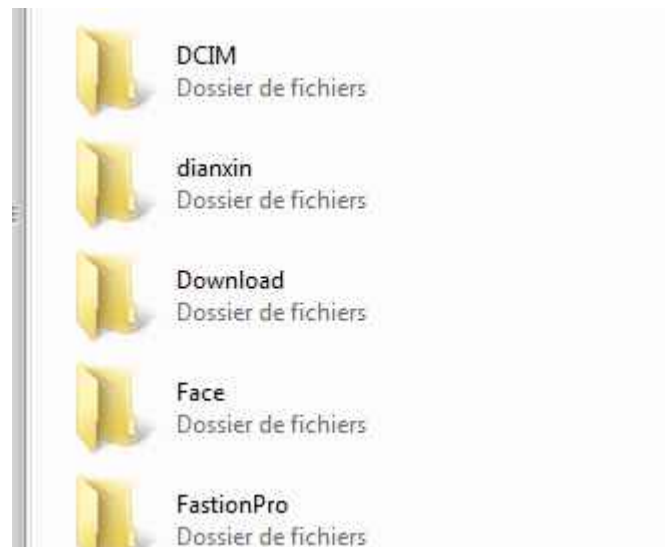 DCIM
Dossier de fichiers
dianxin
Dossier de fichiers
Download
Dossier de fichiers
Face
Dossier de fichiers
FastionPro
Dossier de fichiers